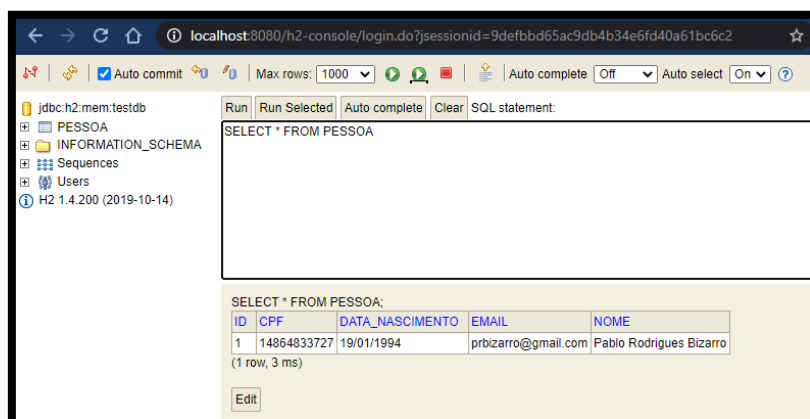 localhost:8080/h2-console/login.do?jsessionid=9defbbd65ac9db4b34e6fd40a61bc6c2
Auto commit Max rows: 1000 Auto complete Off Auto select On
jdbc:h2:mem:testdb
PESSOA
INFORMATION_SCHEMA
Sequences
Users
H2 1.4.200 (2019-10-14)
Run Run Selected Auto complete Clear SQL statement:
SELECT * FROM PESSOA
SELECT * FROM PESSOA;
ID CPF DATA_NASCIMENTO EMAIL NOME
1 14864833727 19/01/1994 prbizarro@gmail.com Pablo Rodrigues Bizarro
(1 row, 3 ms)
Edit